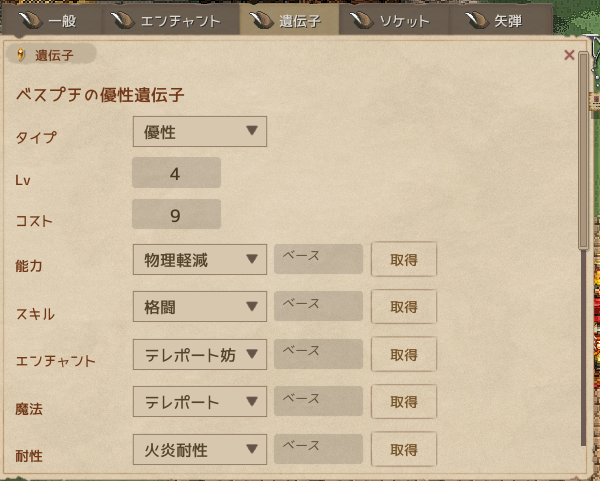 一般 エンチャント 遺伝子 ソケット 矢弾
遺伝子
ベスプチの優性遺伝子
タイプ 優性
Lv 4
コスト 9
能力 物理軽減 ベース 取得
スキル 格闘 ベース 取得
エンチャント テレポート妨 ベース 取得
魔法 テレポート ベース 取得
耐性 火炎耐性 ベース 取得